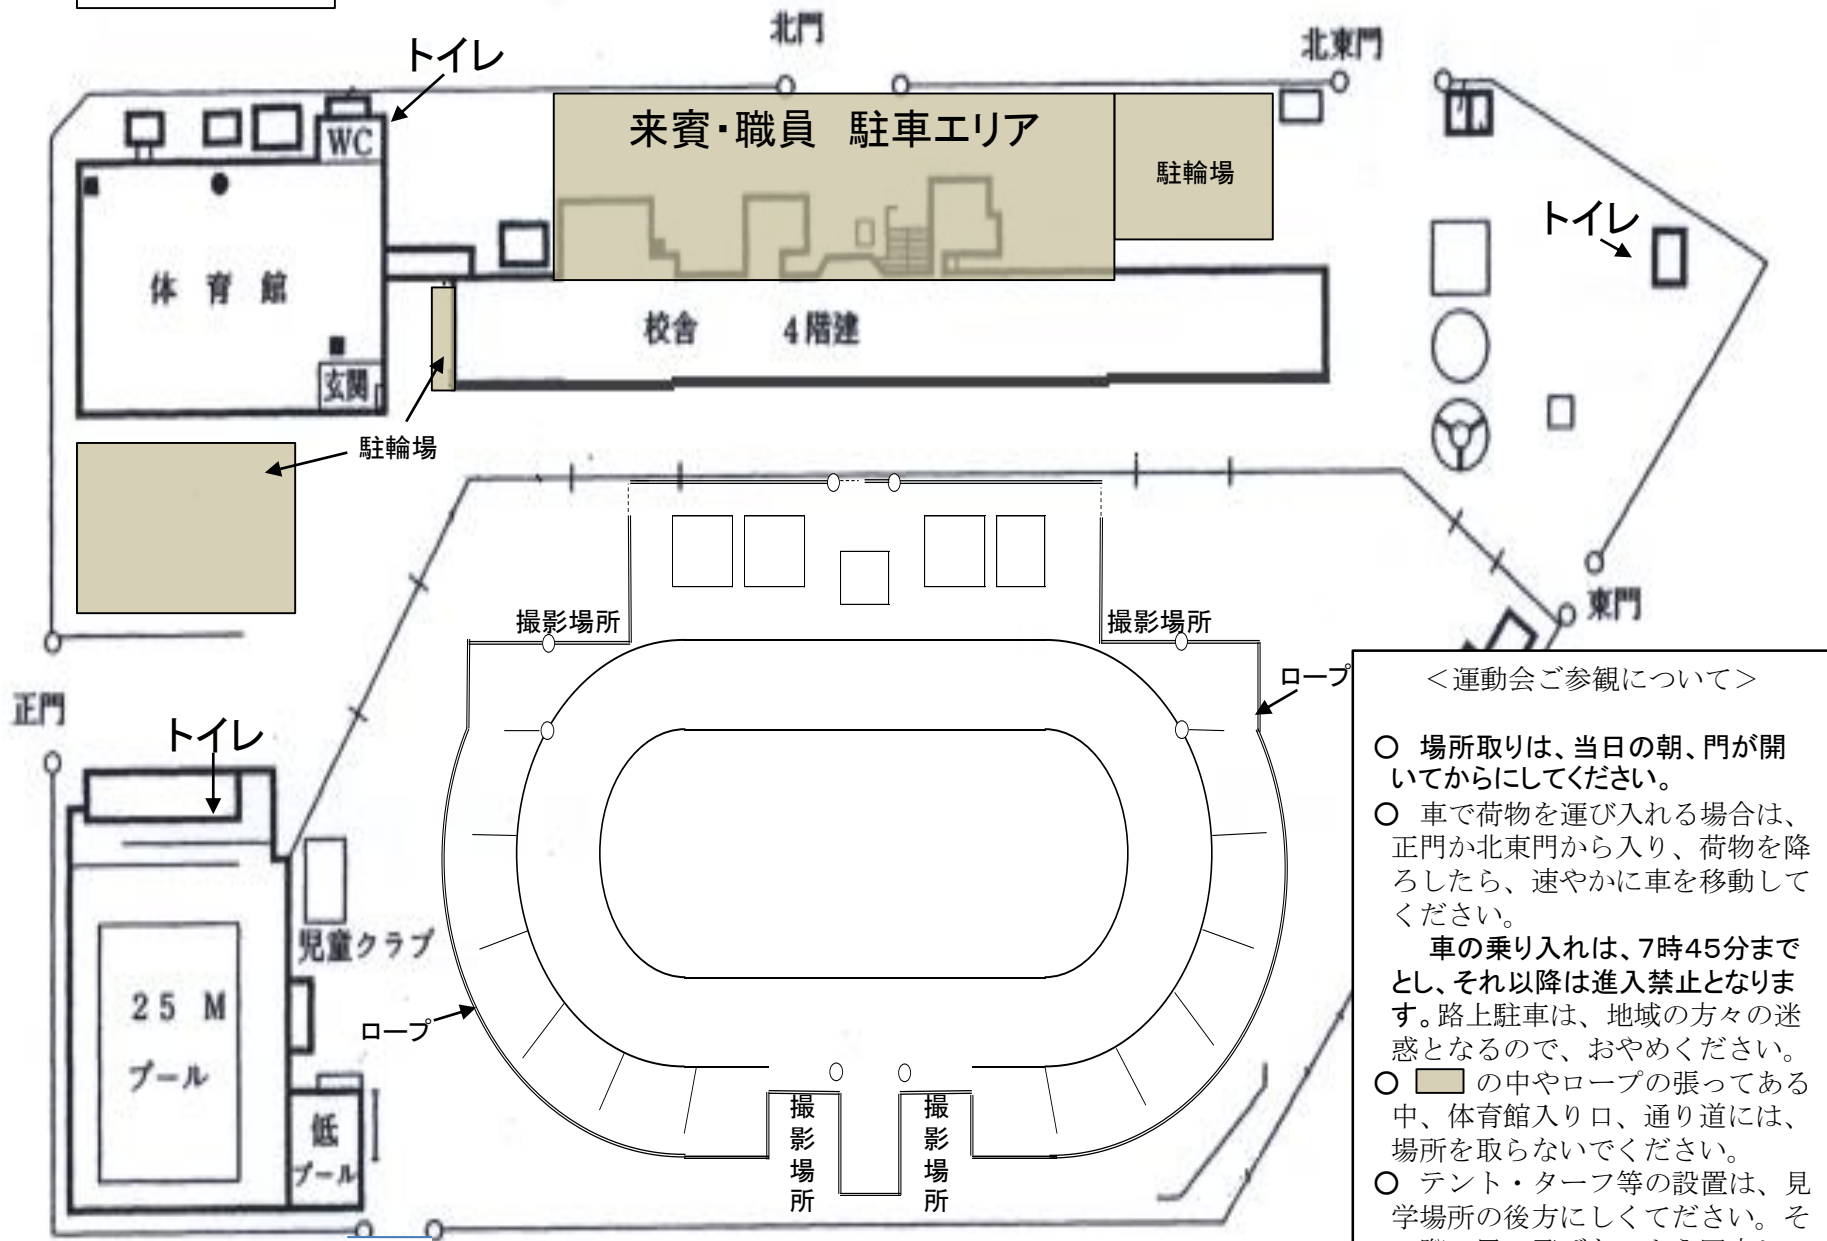 北門
北東門
トイレ
WC
来賓・職員　駐車エリア
駐輪場
トイレ
体　育　館
校舎　　４階建
玄関
駐輪場
東門
撮影場所
撮影場所
ロープ
正門
トイレ
児童クラブ
２５　Ｍ
プール
ロープ
低
プール
撮影場所
撮影場所
＜運動会ご参観について＞
○　場所取りは、当日の朝、門が開
いてからにしてください。
○　車で荷物を運び入れる場合は、
正門か北東門から入り、荷物を降
ろしたら、速やかに車を移動して
ください。
車の乗り入れは、７時４５分まで
とし、それ以降は進入禁止となりま
す。路上駐車は、地域の方々の迷
惑となるので、おやめください。
○　の中やロープの張ってある
中、体育館入り口、通り道には、
場所を取らないでください。
○　テント・ターフ等の設置は、見
学場所の後方にしくてださい。そ